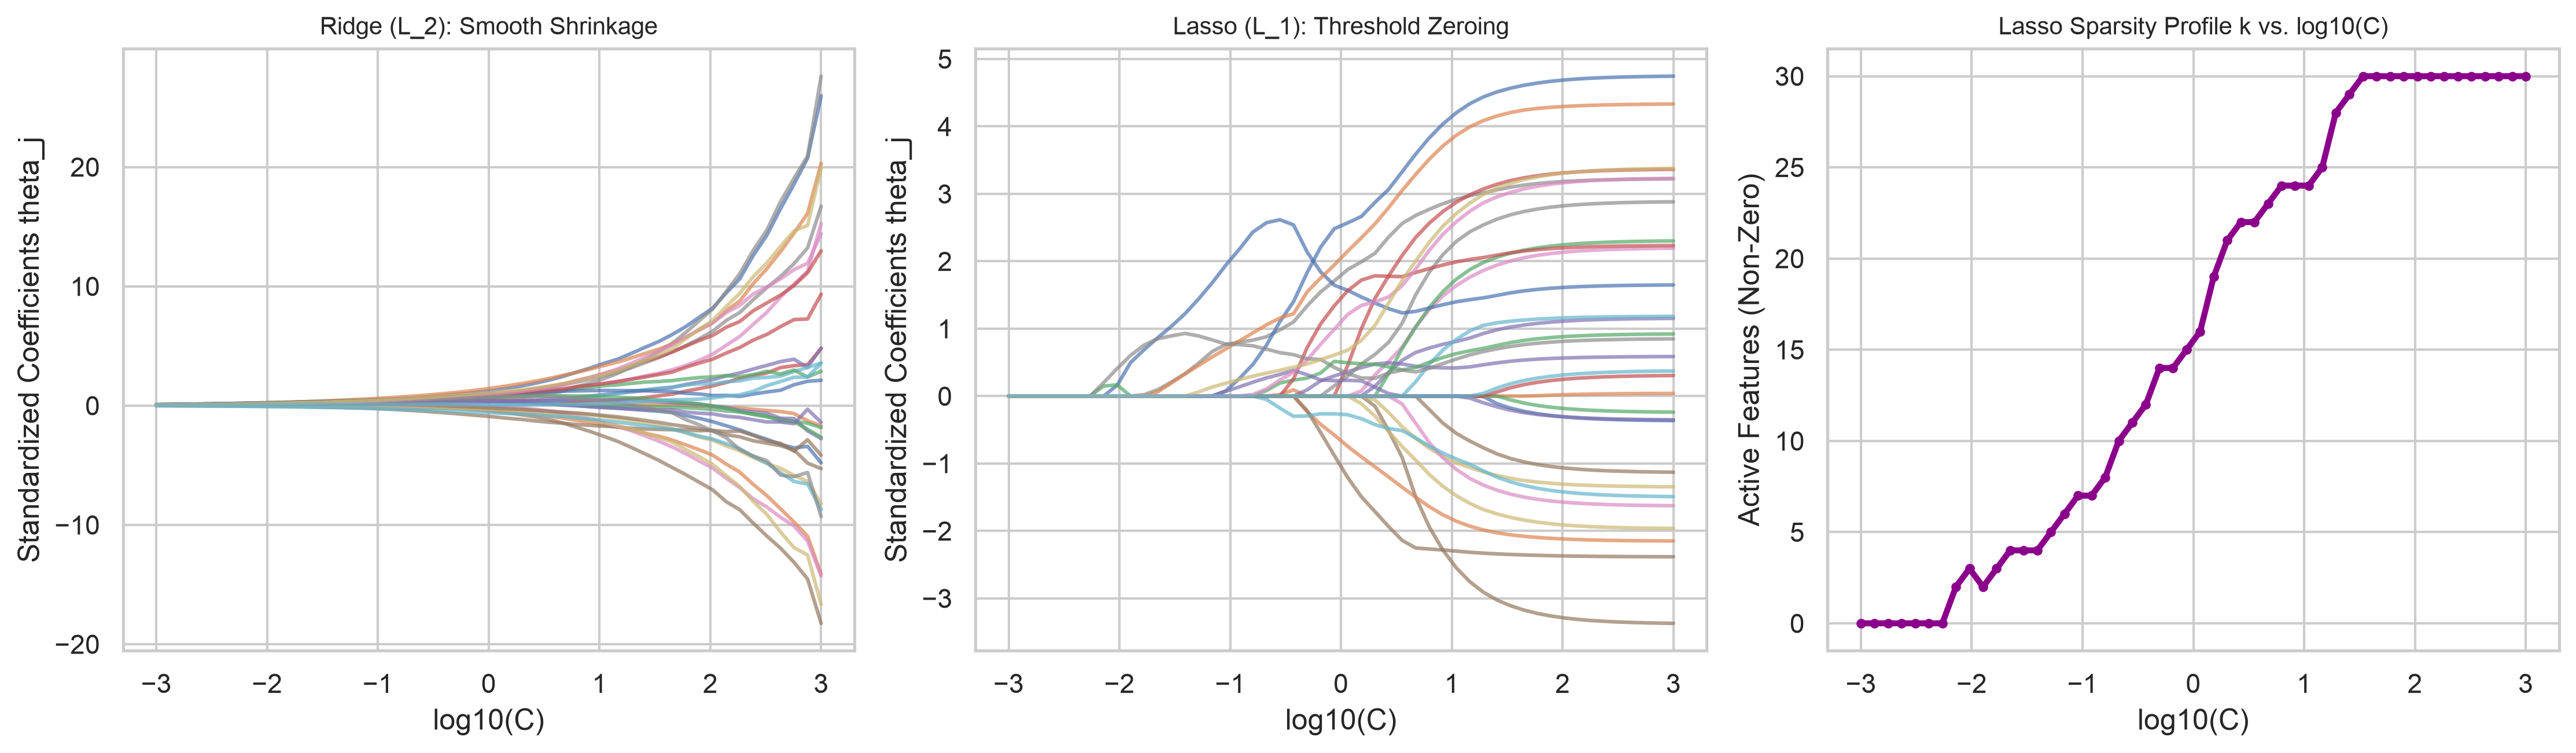 Ridge (L_2): Smooth Shrinkage
Standardized Coefficients theta_j
20
10
0
−10
−20
−3 −2 −1 0 1 2 3
log10(C)
Lasso (L_1): Threshold Zeroing
Standardized Coefficients theta_j
5
4
3
2
1
0
−1
−2
−3
−3 −2 −1 0 1 2 3
log10(C)
Lasso Sparsity Profile k vs. log10(C)
Active Features (Non-Zero)
30
25
20
15
10
5
0
−3 −2 −1 0 1 2 3
log10(C)